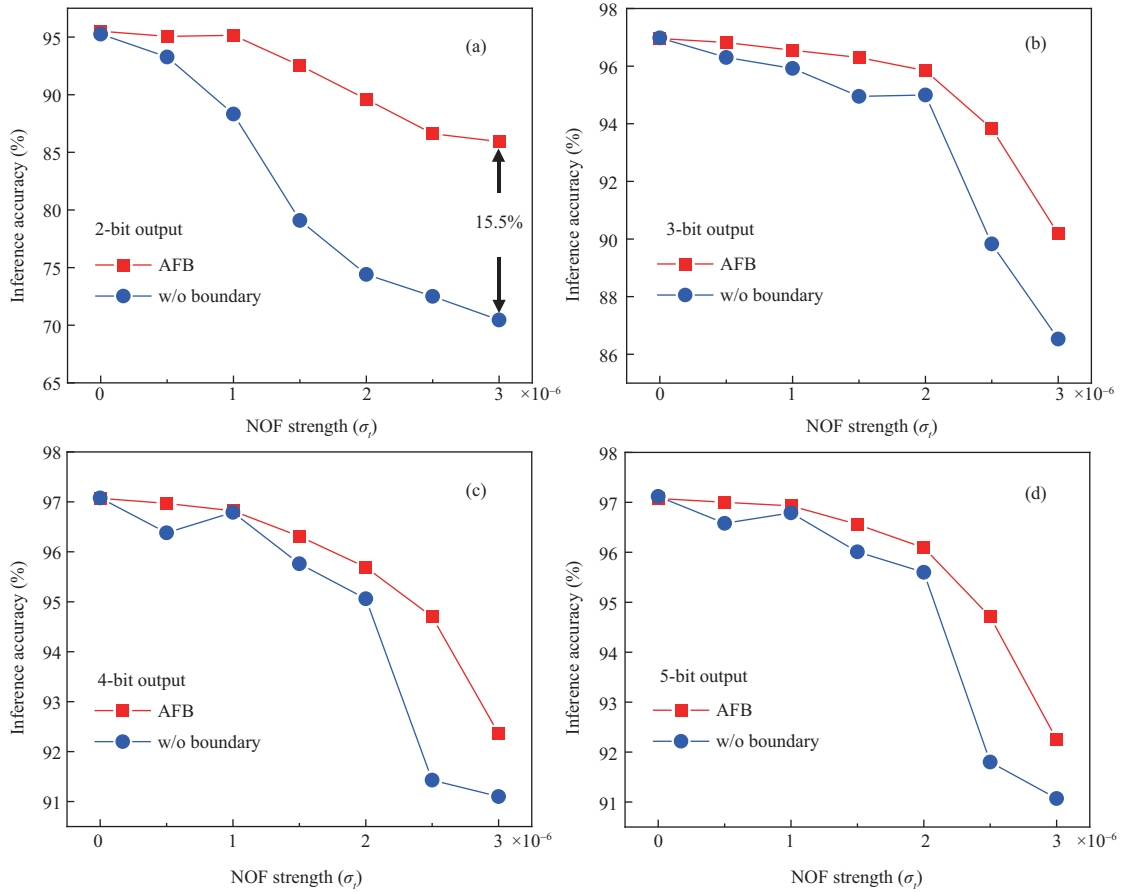 (a)
95
90
85
80
75
70
65
Inference accuracy (%)
15.5%
2-bit output
AFB
w/o boundary
0 1 2 3 ×10⁻⁶
NOF strength (σt)
(b)
98
96
94
92
90
88
86
Inference accuracy (%)
3-bit output
AFB
w/o boundary
0 1 2 3 ×10⁻⁶
NOF strength (σt)
(c)
98
97
96
95
94
93
92
91
Inference accuracy (%)
4-bit output
AFB
w/o boundary
0 1 2 3 ×10⁻⁶
NOF strength (σt)
(d)
98
97
96
95
94
93
92
91
Inference accuracy (%)
5-bit output
AFB
w/o boundary
0 1 2 3 ×10⁻⁶
NOF strength (σt)